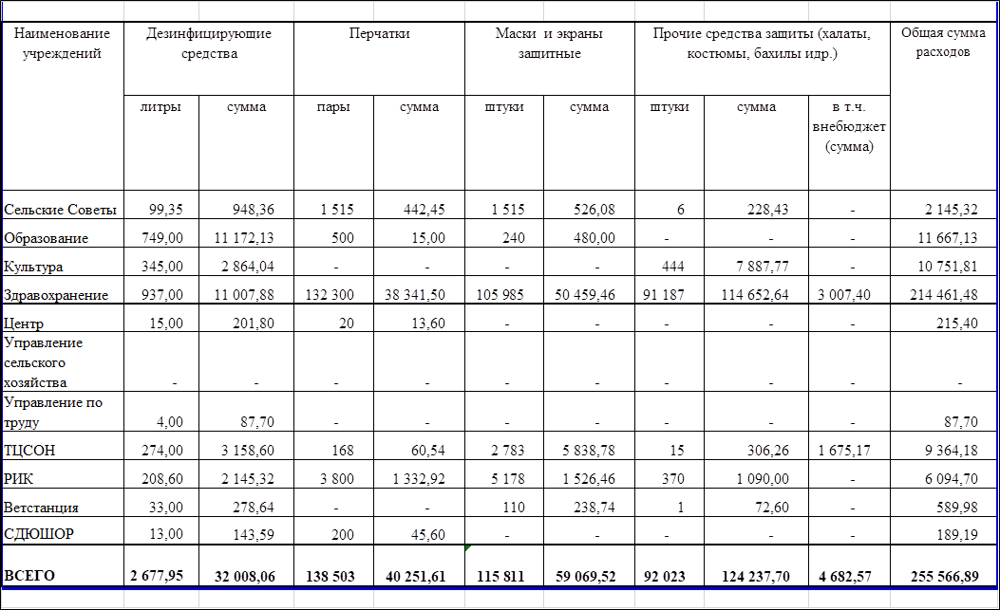 Наименование учреждений | Дезинфицирующие средства | Перчатки | Маски и экраны защитные | Прочие средства защиты (халаты, костюмы, бахилы идр.) | Общая сумма расходов
литры | сумма | пары | сумма | штуки | сумма | штуки | сумма | в т.ч. внебюджет (сумма)
Сельские Советы | 99,35 | 948,36 | 1 515 | 442,45 | 1 515 | 526,08 | 6 | 228,43 | - | 2 145,32
Образование | 749,00 | 11 172,13 | 500 | 15,00 | 240 | 480,00 | - | - | - | 11 667,13
Культура | 345,00 | 2 864,04 | - | - | - | - | 444 | 7 887,77 | - | 10 751,81
Здравохранение | 937,00 | 11 007,88 | 132 300 | 38 341,50 | 105 985 | 50 459,46 | 91 187 | 114 652,64 | 3 007,40 | 214 461,48
Центр | 15,00 | 201,80 | 20 | 13,60 | - | - | - | - | - | 215,40
Управление сельского хозяйства | - | - | - | - | - | - | - | - | - | -
Управление по труду | 4,00 | 87,70 | - | - | - | - | - | - | - | 87,70
ТЦСОН | 274,00 | 3 158,60 | 168 | 60,54 | 2 783 | 5 838,78 | 15 | 306,26 | 1 675,17 | 9 364,18
РИК | 208,60 | 2 145,32 | 3 800 | 1 332,92 | 5 178 | 1 526,46 | 370 | 1 090,00 | - | 6 094,70
Ветстанция | 33,00 | 278,64 | - | - | 110 | 238,74 | 1 | 72,60 | - | 589,98
СДЮШОР | 13,00 | 143,59 | 200 | 45,60 | - | - | - | - | - | 189,19
ВСЕГО | 2 677,95 | 32 008,06 | 138 503 | 40 251,61 | 115 811 | 59 069,52 | 92 023 | 124 237,70 | 4 682,57 | 255 566,89